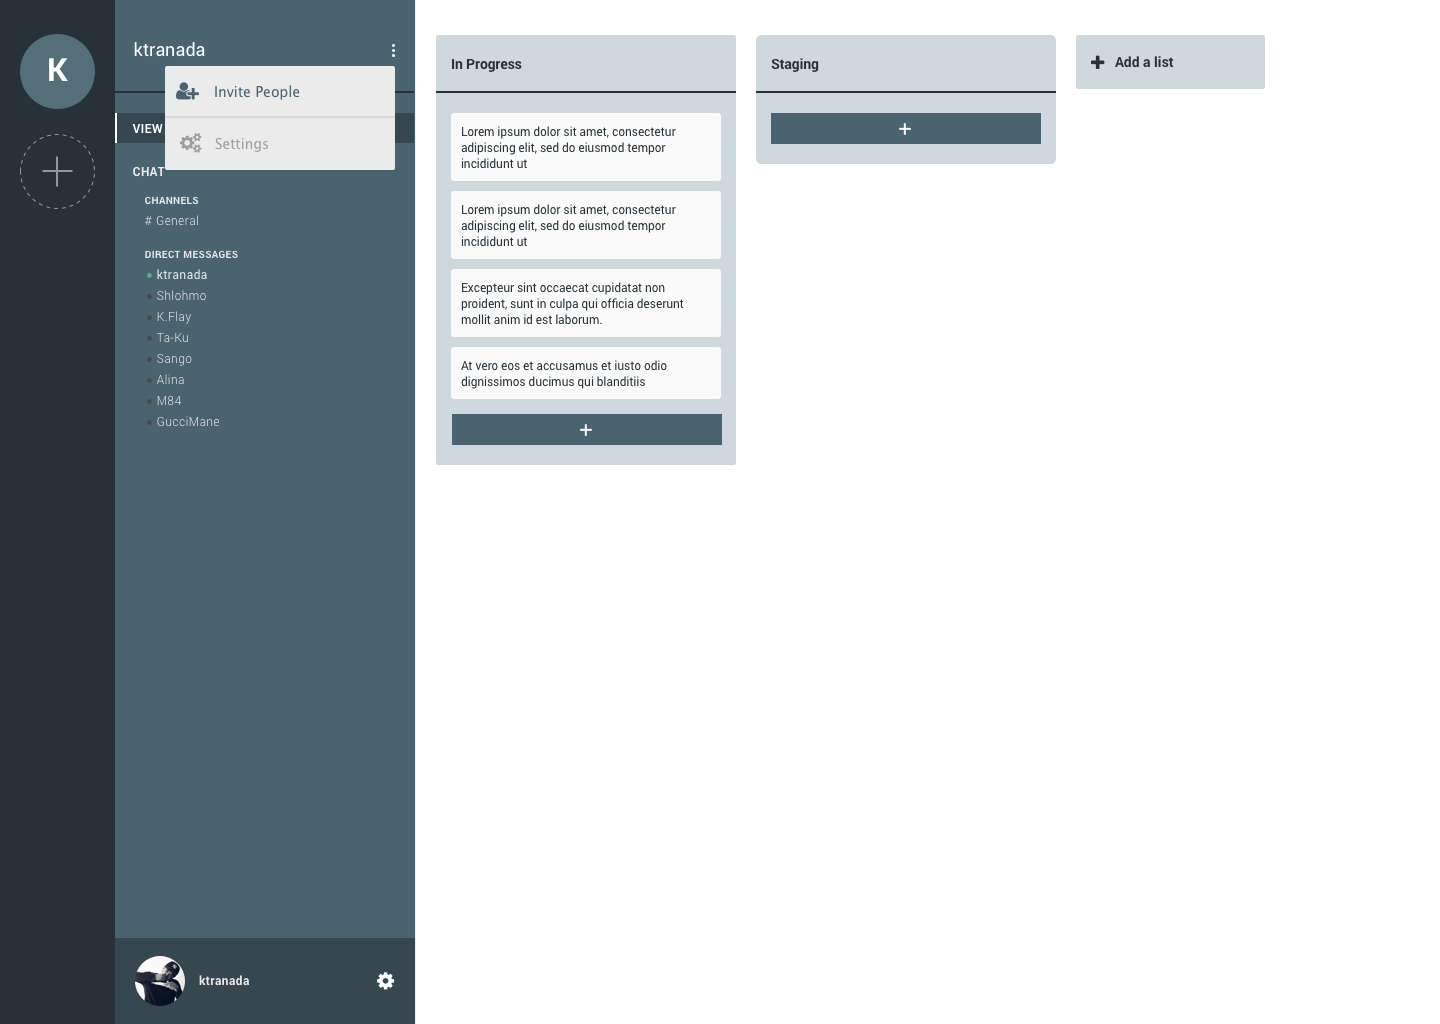 K
ktranada
Invite People
Settings
VIEW
CHAT
CHANNELS
# General
DIRECT MESSAGES
ktranada
Shlohmo
K.Flay
Ta-Ku
Sango
Alina
M84
GucciMane
ktranada
In Progress
Lorem ipsum dolor sit amet, consectetur
adipiscing elit, sed do eiusmod tempor
incididunt ut
Lorem ipsum dolor sit amet, consectetur
adipiscing elit, sed do eiusmod tempor
incididunt ut
Excepteur sint occaecat cupidatat non
proident, sunt in culpa qui officia deserunt
mollit anim id est laborum.
At vero eos et accusamus et iusto odio
dignissimos ducimus qui blanditiis
+
Staging
+
Add a list